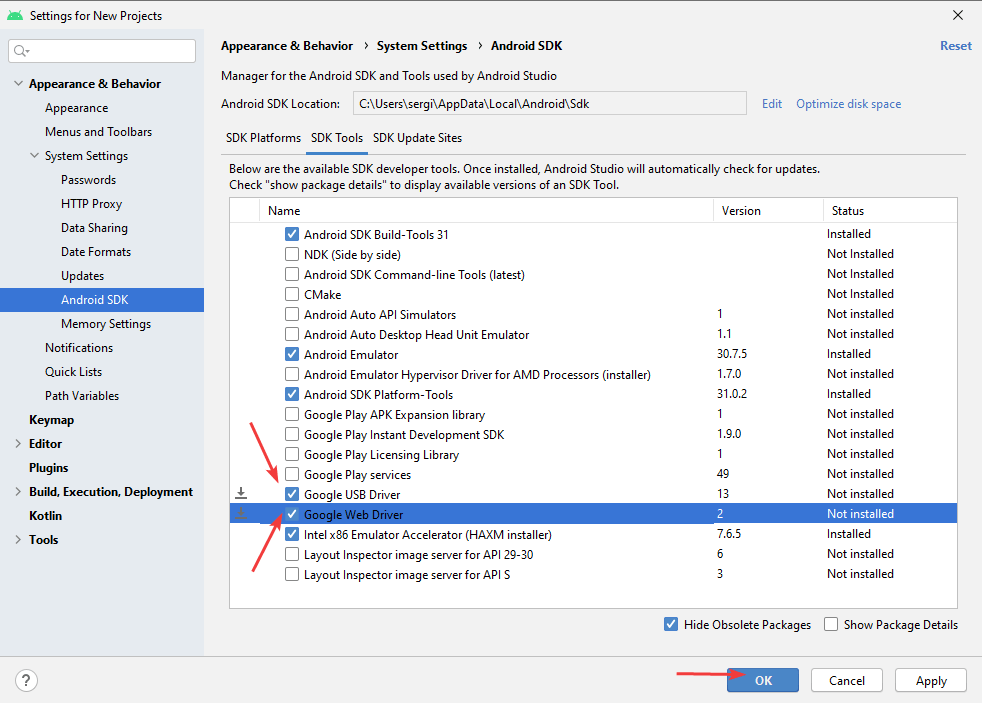 Settings for New Projects
Appearance & Behavior
Appearance
Menus and Toolbars
System Settings
Passwords
HTTP Proxy
Data Sharing
Date Formats
Updates
Android SDK
Memory Settings
Notifications
Quick Lists
Path Variables
Keymap
Editor
Plugins
Build, Execution, Deployment
Kotlin
Tools
Appearance & Behavior › System Settings › Android SDK Reset
Manager for the Android SDK and Tools used by Android Studio
Android SDK Location: C:\Users\sergi\AppData\Local\Android\Sdk Edit Optimize disk space
SDK Platforms SDK Tools SDK Update Sites
Below are the available SDK developer tools. Once installed, Android Studio will automatically check for updates.
Check "show package details" to display available versions of an SDK Tool.
Name Version Status
Android SDK Build-Tools 31 Installed
NDK (Side by side) Not Installed
Android SDK Command-line Tools (latest) Not Installed
CMake Not Installed
Android Auto API Simulators 1 Not installed
Android Auto Desktop Head Unit Emulator 1.1 Not installed
Android Emulator 30.7.5 Installed
Android Emulator Hypervisor Driver for AMD Processors (installer) 1.7.0 Not installed
Android SDK Platform-Tools 31.0.2 Installed
Google Play APK Expansion library 1 Not installed
Google Play Instant Development SDK 1.9.0 Not installed
Google Play Licensing Library 1 Not installed
Google Play services 49 Not installed
Google USB Driver 13 Not installed
Google Web Driver 2 Not installed
Intel x86 Emulator Accelerator (HAXM installer) 7.6.5 Installed
Layout Inspector image server for API 29-30 6 Not installed
Layout Inspector image server for API S 3 Not installed
Hide Obsolete Packages Show Package Details
? OK Cancel Apply